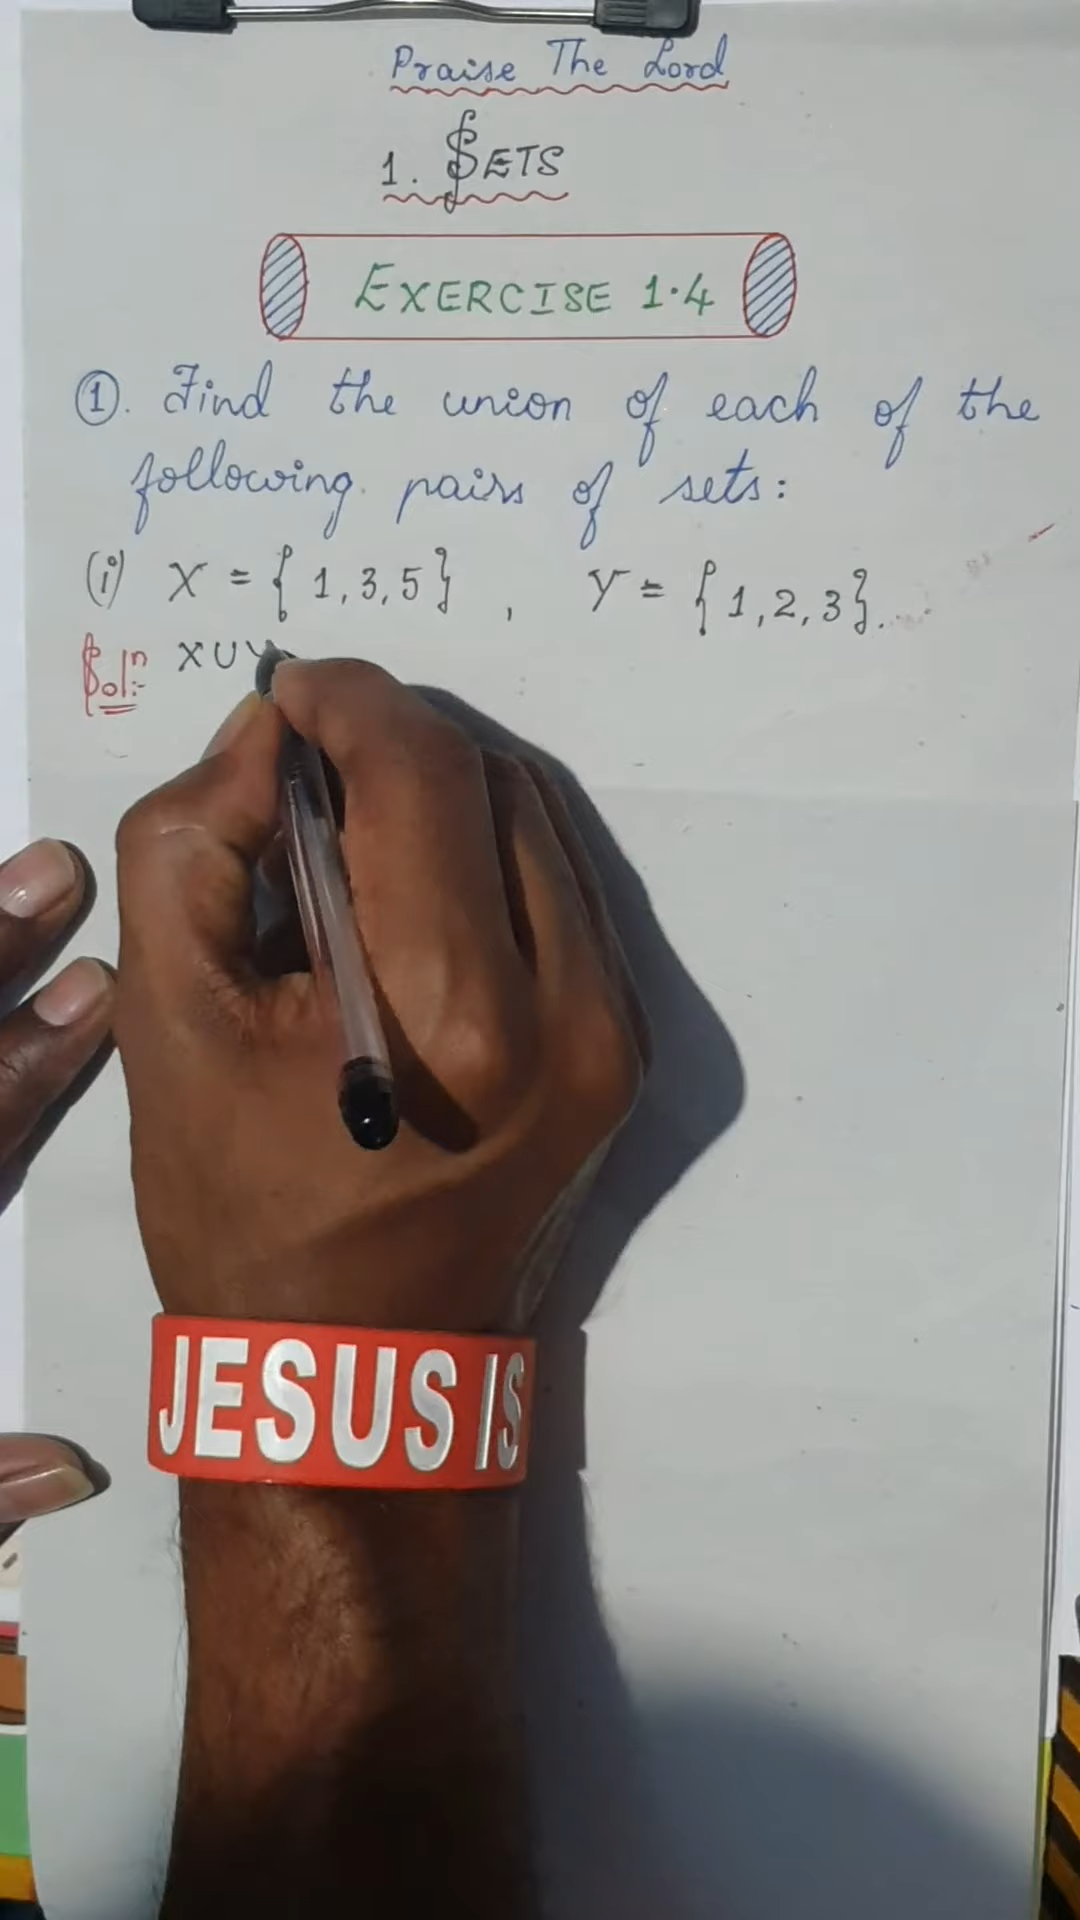 Praise The Lord
1. SETS
EXERCISE 1.4
①. Find the union of each of the
following pairs of sets:
(i) X = { 1, 3, 5 } , Y = { 1, 2, 3 }.
Solⁿ:- X ∪ Y
JESUS IS